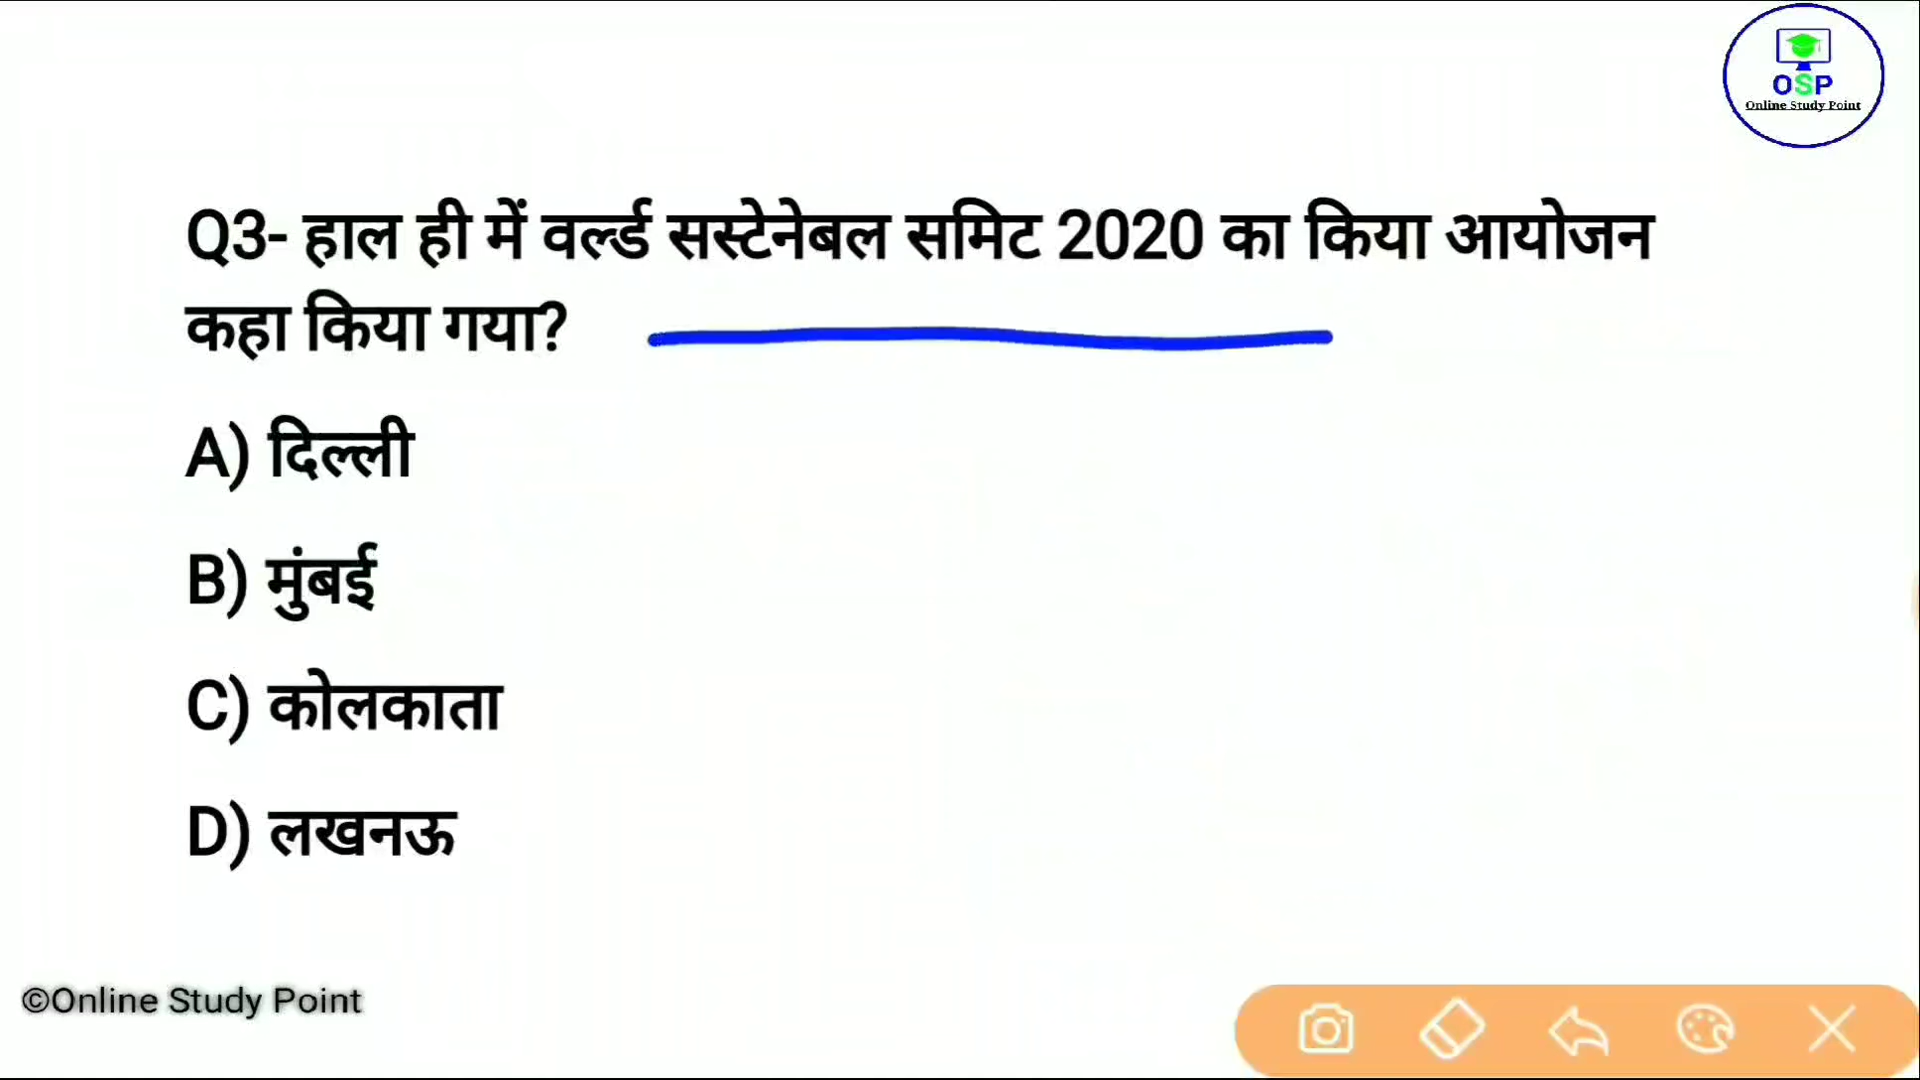 OSP
Online Study Point
Q3- हाल ही में वर्ल्ड सस्टेनेबल समिट 2020 का किया आयोजन
कहा किया गया?
A) दिल्ली
B) मुंबई
C) कोलकाता
D) लखनऊ
©Online Study Point